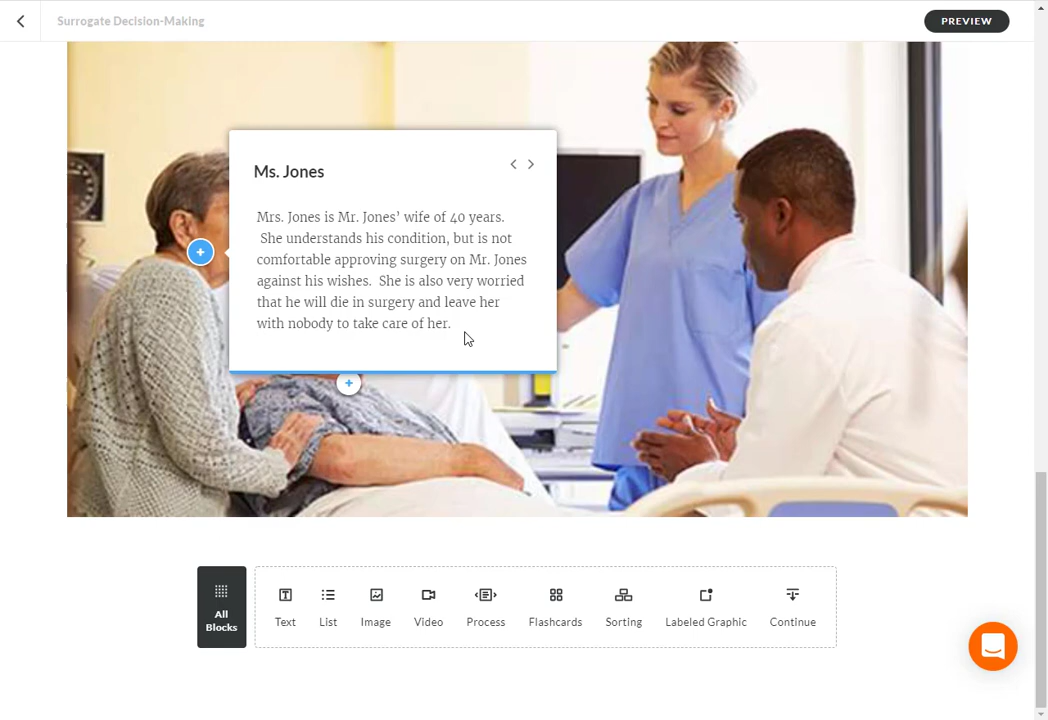 Surrogate Decision-Making
PREVIEW
Ms. Jones
Mrs. Jones is Mr. Jones’ wife of 40 years.
She understands his condition, but is not
comfortable approving surgery on Mr. Jones
against his wishes.  She is also very worried
that he will die in surgery and leave her
with nobody to take care of her.
All
Blocks
Text
List
Image
Video
Process
Flashcards
Sorting
Labeled Graphic
Continue